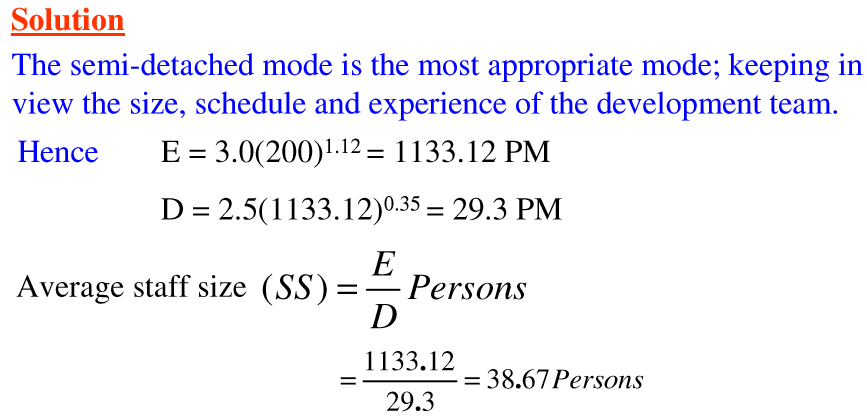 Solution
The semi-detached mode is the most appropriate mode; keeping in
view the size, schedule and experience of the development team.
Hence E = 3.0(200)^1.12 = 1133.12 PM
D = 2.5(1133.12)^0.35 = 29.3 PM
Average staff size (SS) = E/D Persons
= 1133.12/29.3 = 38.67 Persons